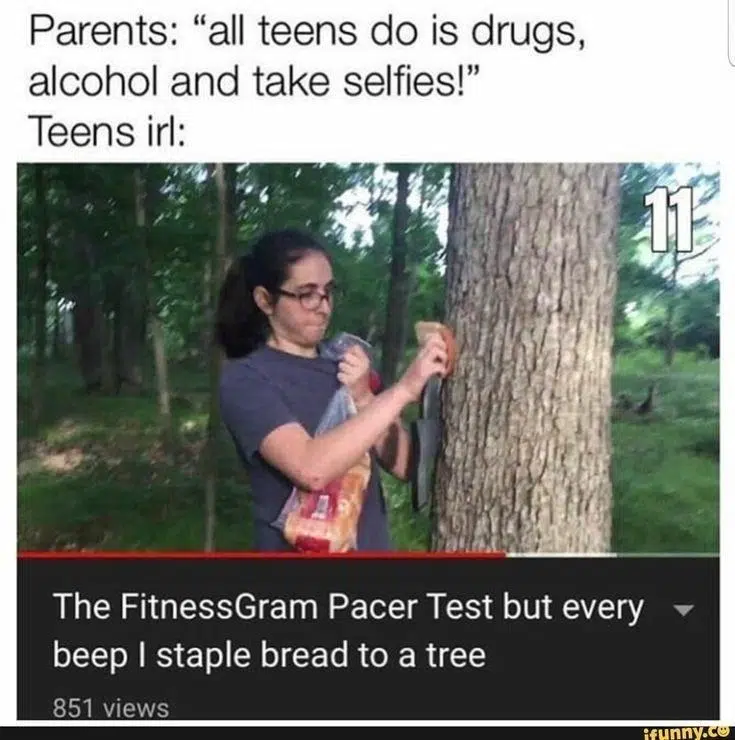 Parents: “all teens do is drugs,
alcohol and take selfies!”
Teens irl:
11
The FitnessGram Pacer Test but every
beep I staple bread to a tree
851 views
ifunny.co